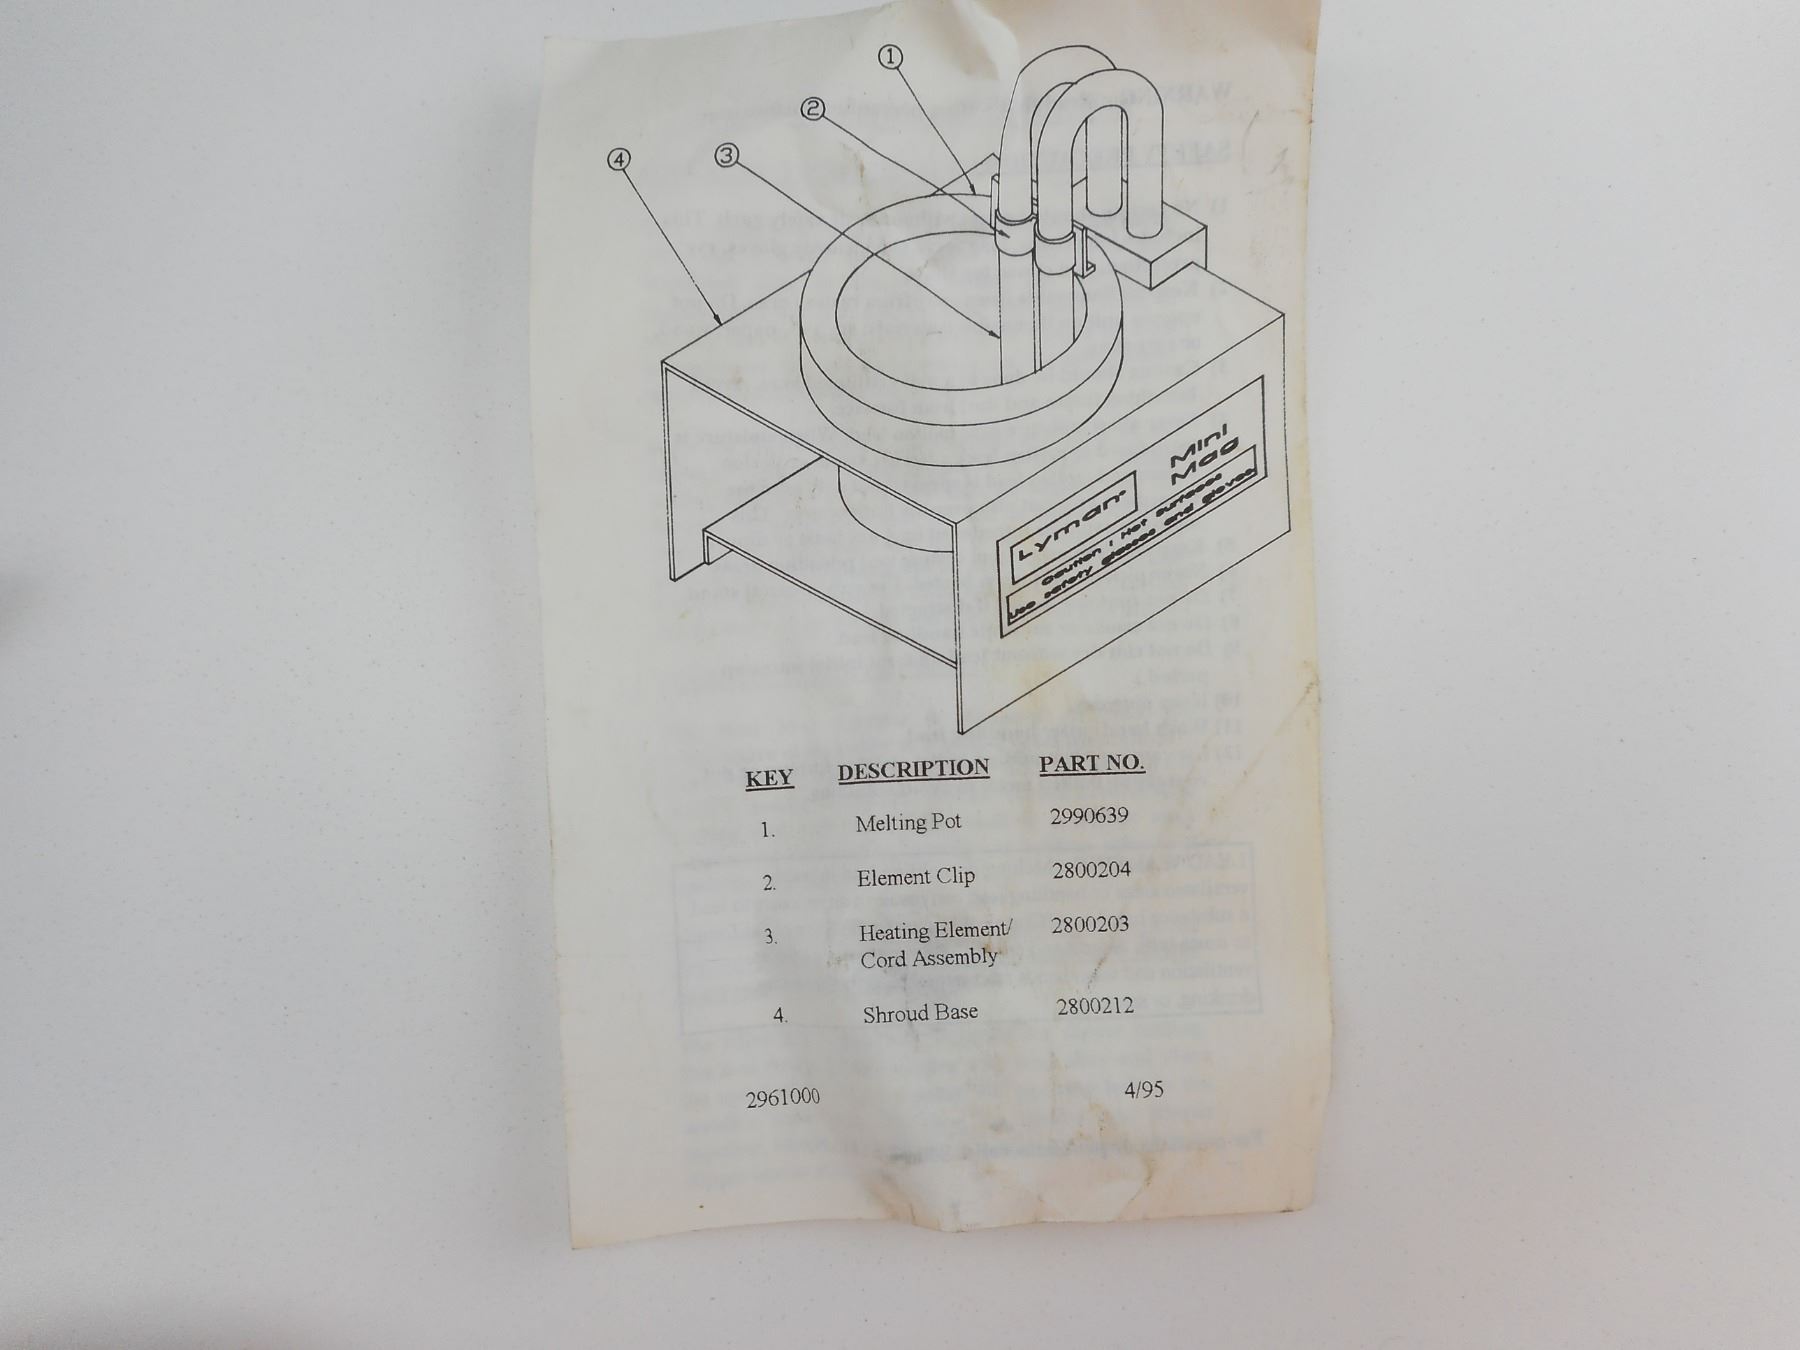 1
2
3
4
Lyman
Mini
Mag
Caution : Hot surfaces
Use safety glasses and gloves
KEY DESCRIPTION PART NO.
1. Melting Pot 2990639
2. Element Clip 2800204
3. Heating Element/ 2800203
Cord Assembly
4. Shroud Base 2800212
2961000 4/95